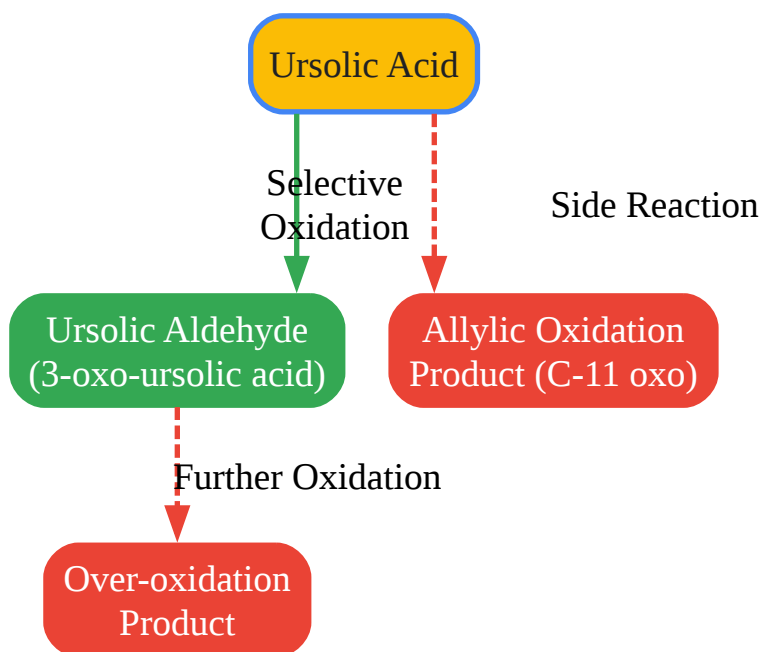 Ursolic Acid
Selective
Oxidation
Side Reaction
Ursolic Aldehyde
(3-oxo-ursolic acid)
Allylic Oxidation
Product (C-11 oxo)
Further Oxidation
Over-oxidation
Product